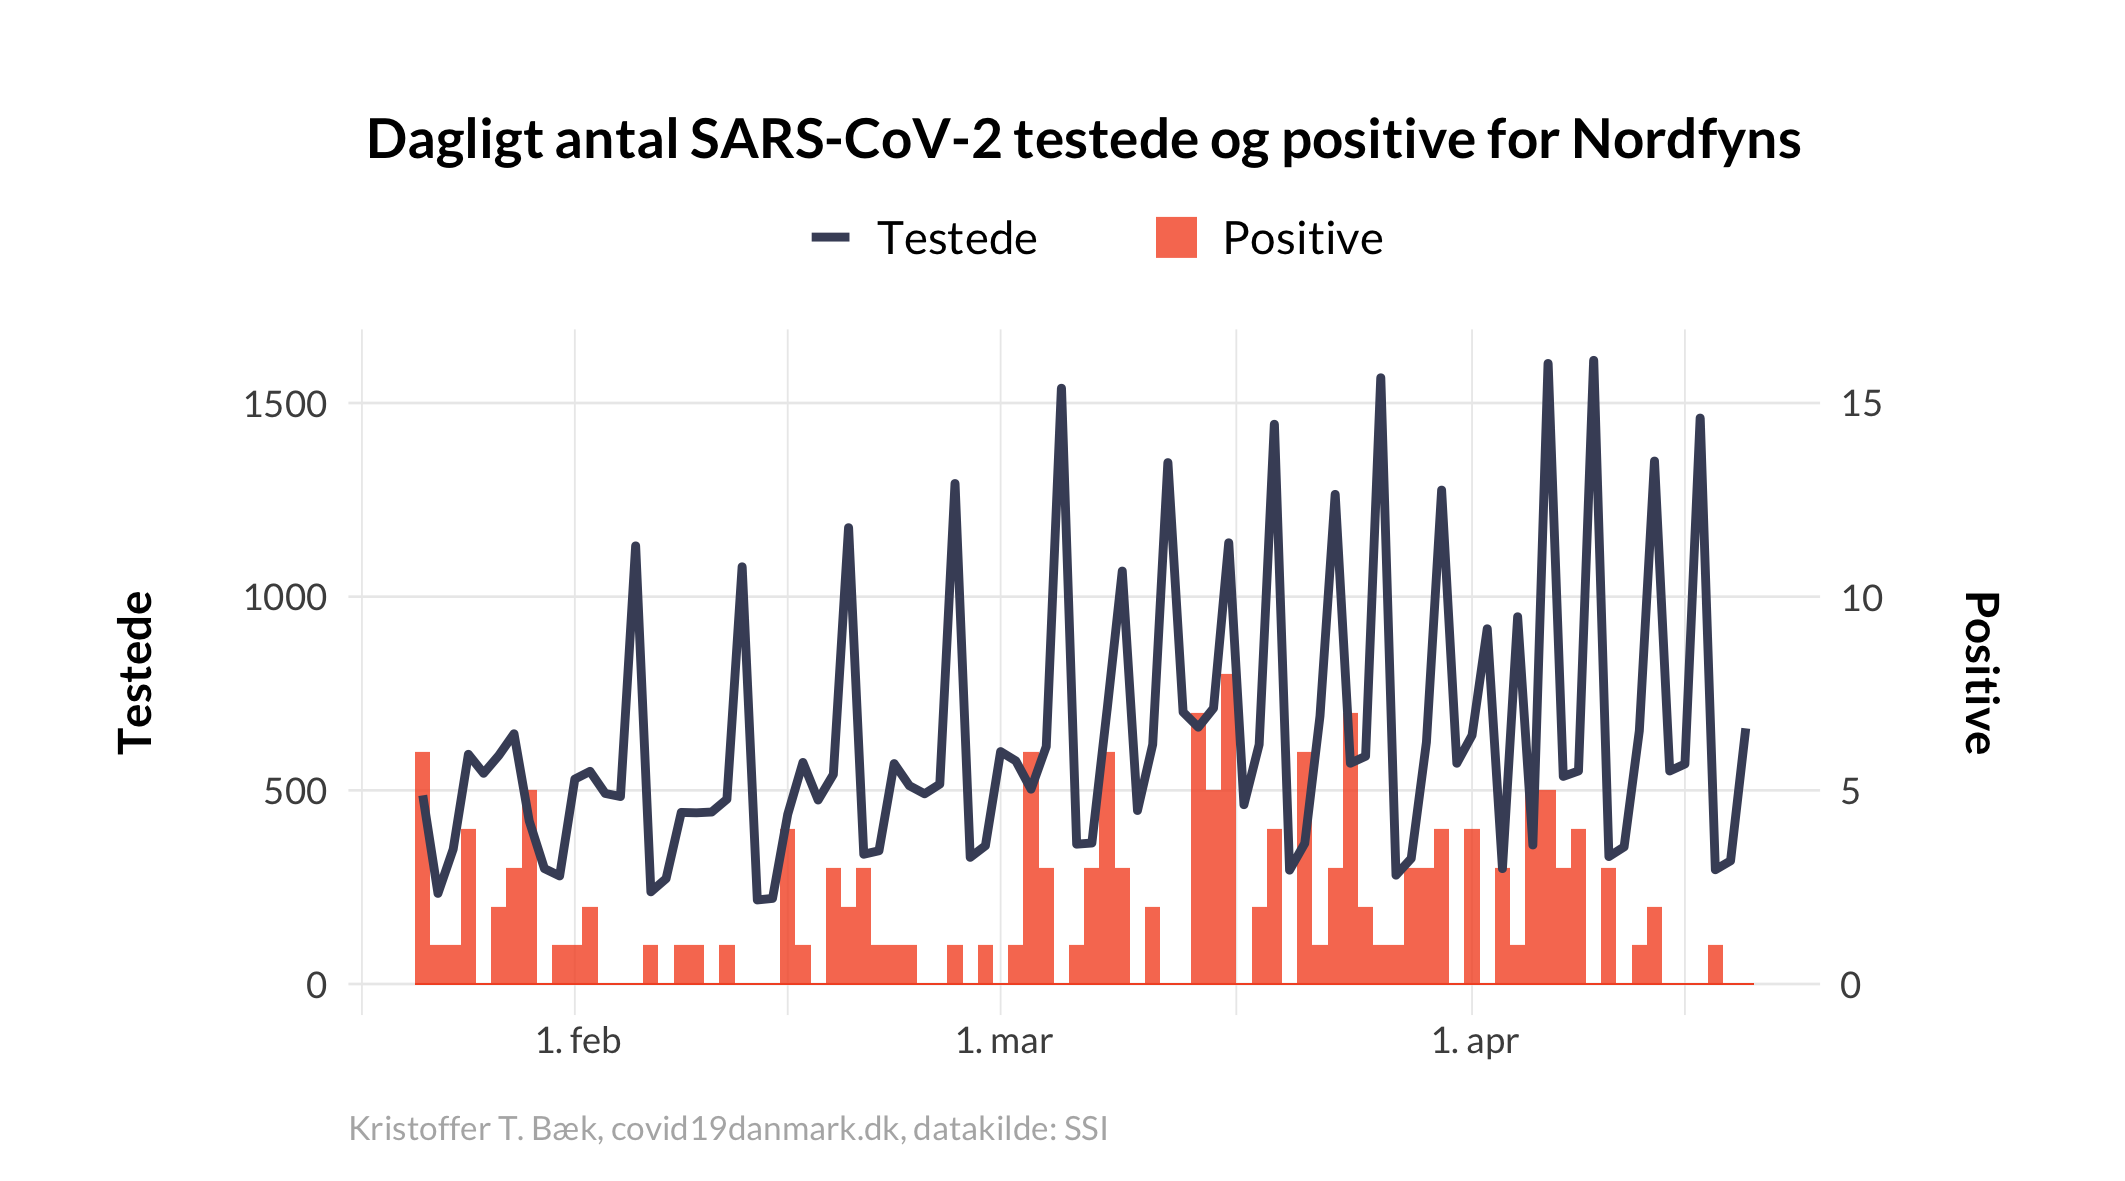 Dagligt antal SARS-CoV-2 testede og positive for Nordfyns
Testede Positive
1500 15
1000 10
Testede Positive
500 5
0 0
1. feb 1. mar 1. apr
Kristoffer T. Bæk, covid19danmark.dk, datakilde: SSI